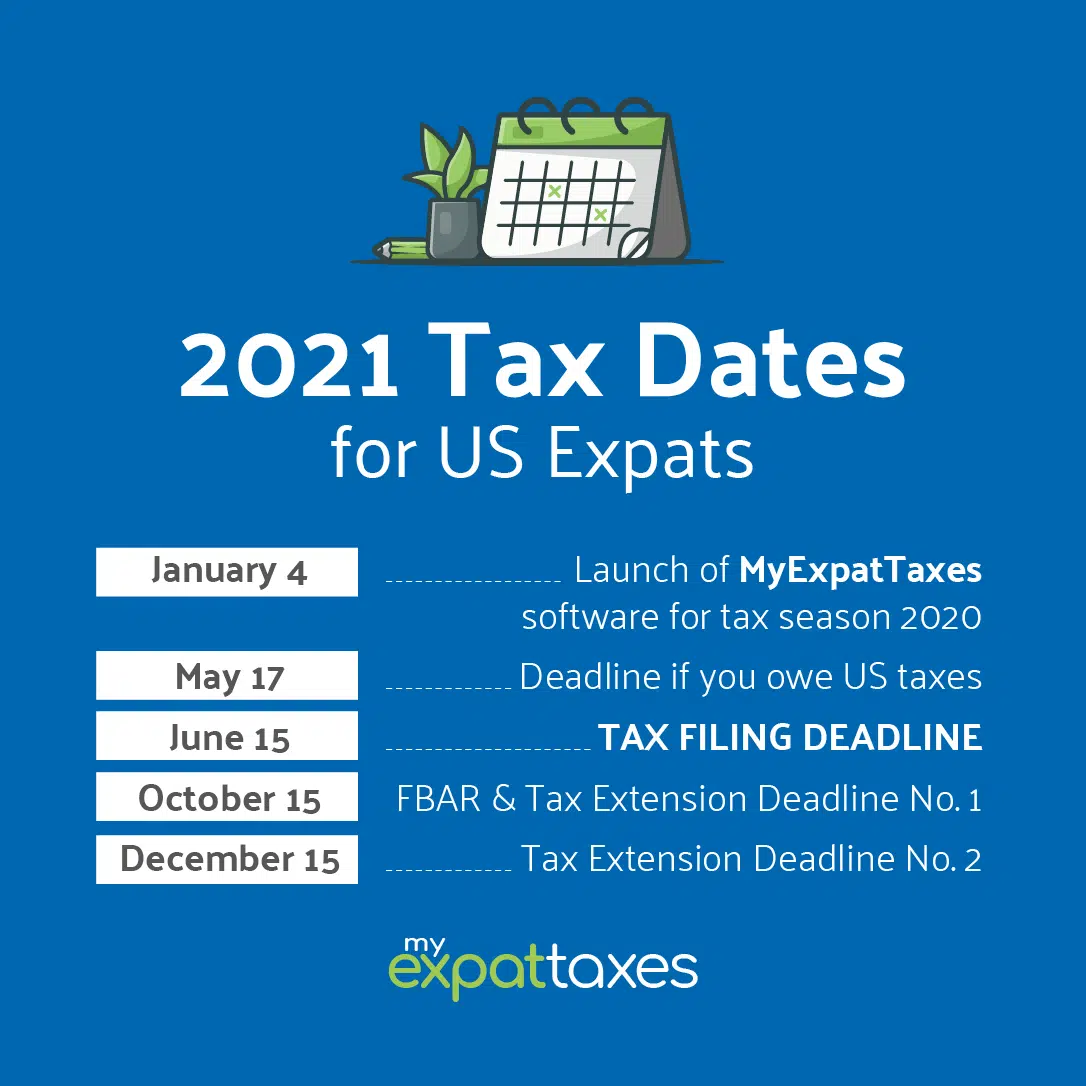 2021 Tax Dates
for US Expats
January 4 Launch of MyExpatTaxes
software for tax season 2020
May 17 Deadline if you owe US taxes
June 15 TAX FILING DEADLINE
October 15 FBAR & Tax Extension Deadline No. 1
December 15 Tax Extension Deadline No. 2
my
expattaxes